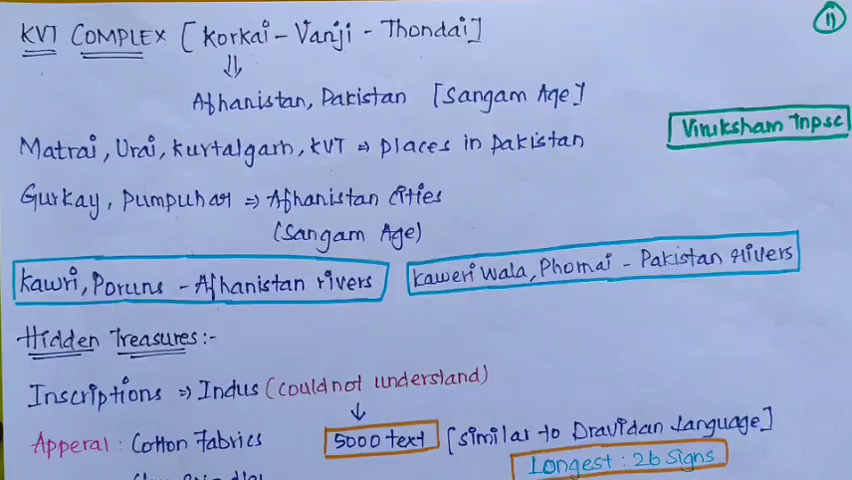 11
KVT COMPLEX [Korkai - Vanji - Thondai]
⇓
Afhanistan, Pakistan [Sangam Age]
Viruksham Tnpsc
Matrai, Urai, Kurtalgarh, KVT ⇒ places in Pakistan
Gurkay, Pumpuhar ⇒ Afhanistan cities
(Sangam Age)
Kawri, Poruns - Afhanistan rivers
Kaweri Wala, Phornai - Pakistan rivers
Hidden Treasures:-
Inscriptions ⇒ Indus (could not understand)
↓
Apperal : Cotton Fabrics
5000 text [similar to Dravidan Language]
Longest : 26 Signs